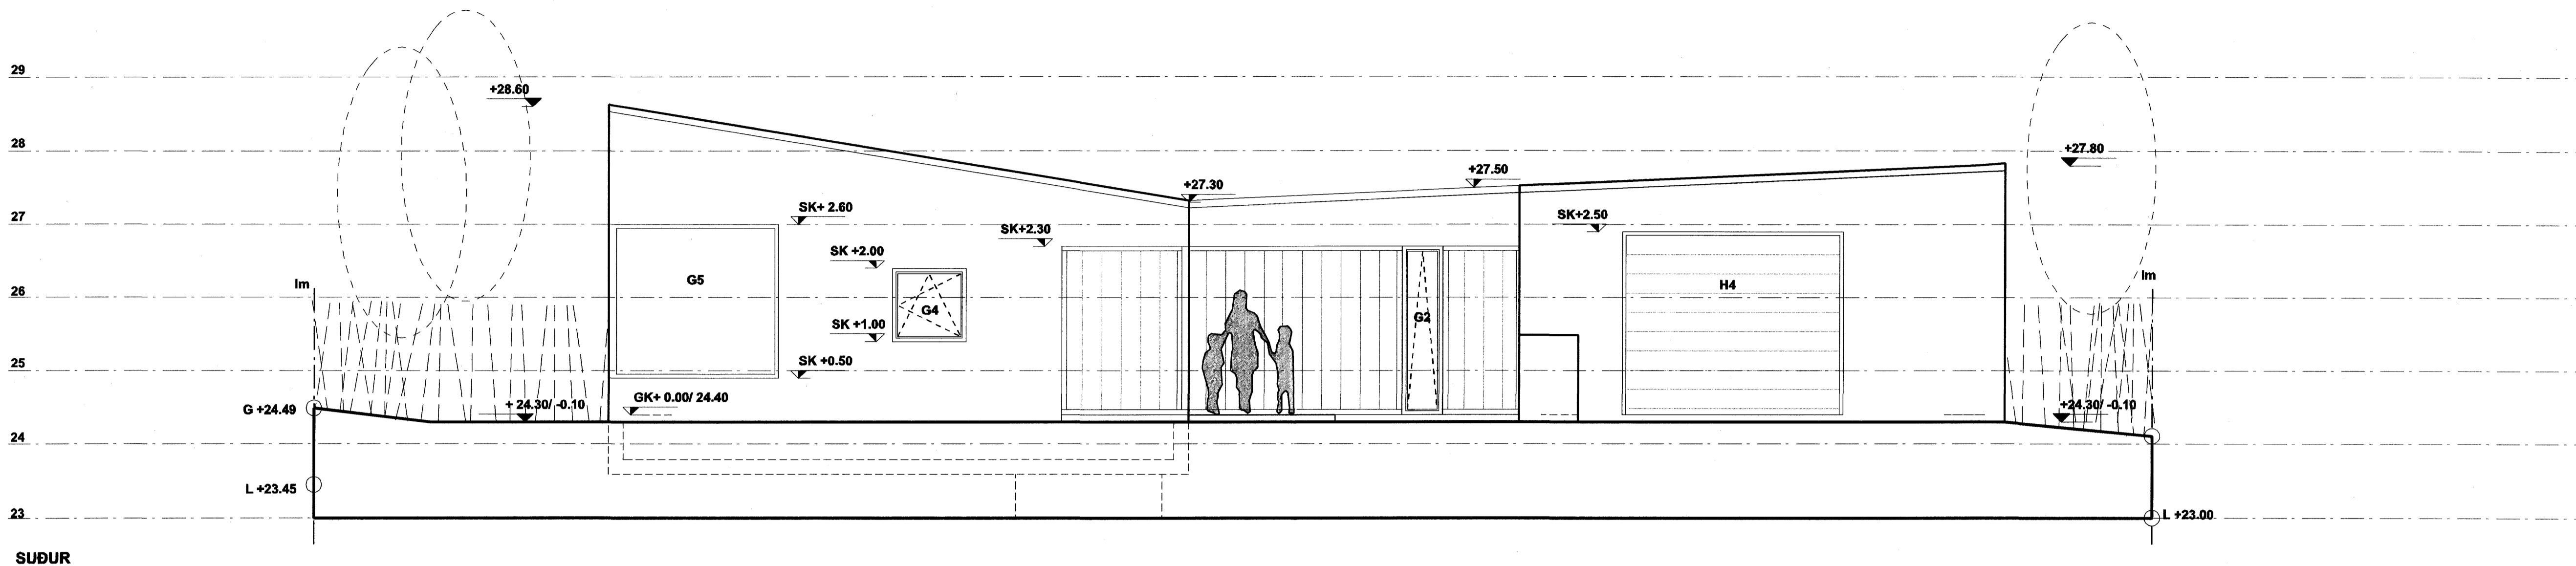 29
+28.60
28
+27.80
+27.50
+27.30
27
SK+ 2.60
SK+2.50
SK+2.30
SK +2.00
lm
lm
G5
H4
26
G4
G2
SK +1.00
25
SK +0.50
GK+ 0.00/ 24.40
G +24.49
+ 24.30/ -0.10
+24.30/ -0.10
24
L +23.45
23
L +23.00
SUÐUR